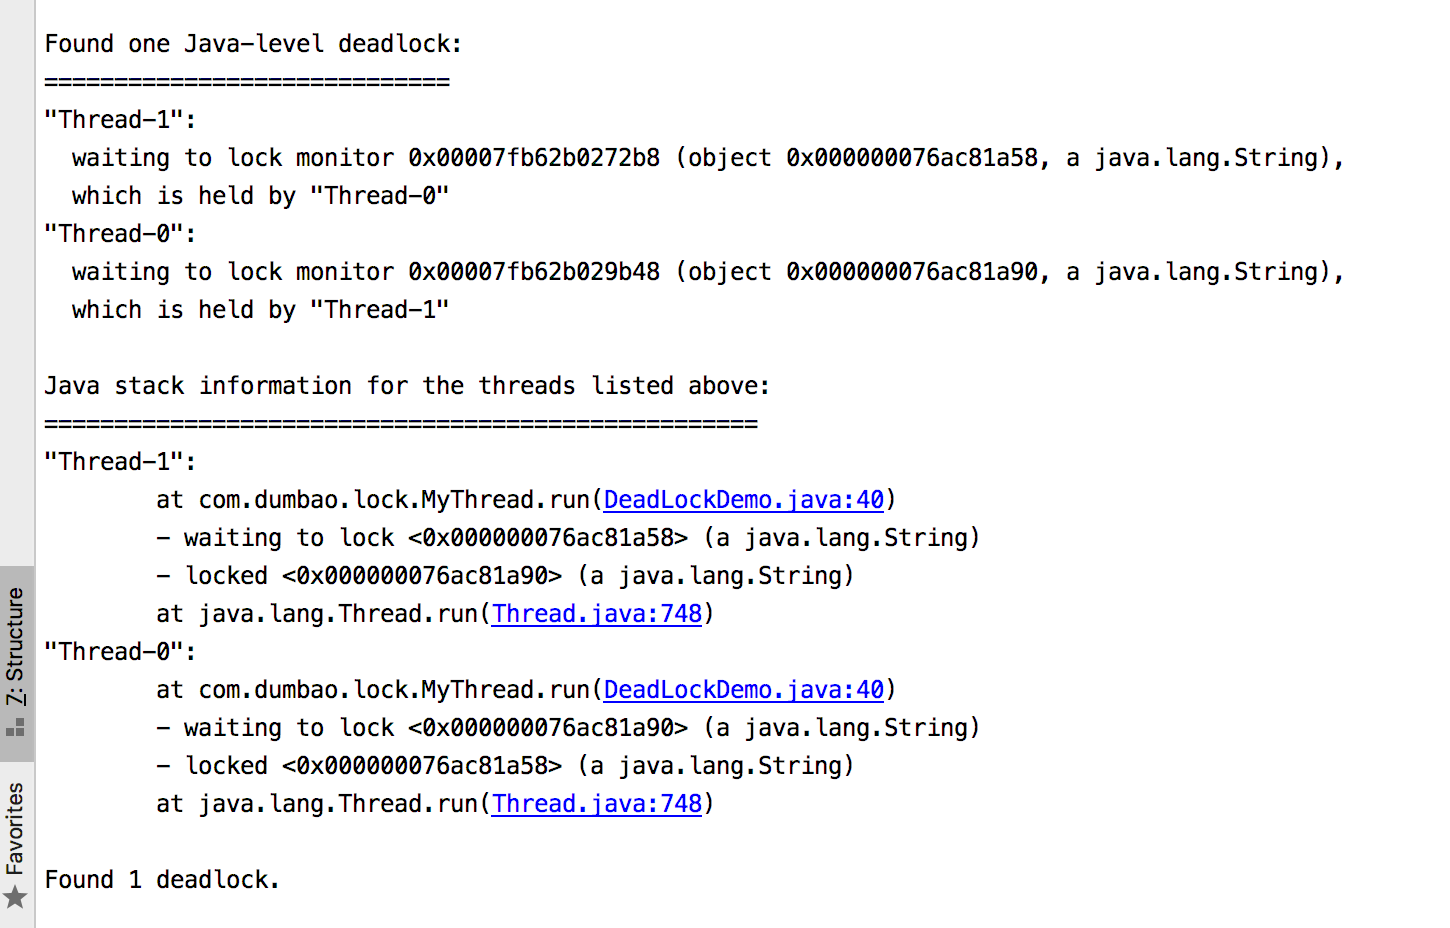 Found one Java-level deadlock:
=============================
"Thread-1":
  waiting to lock monitor 0x00007fb62b0272b8 (object 0x000000076ac81a58, a java.lang.String),
  which is held by "Thread-0"
"Thread-0":
  waiting to lock monitor 0x00007fb62b029b48 (object 0x000000076ac81a90, a java.lang.String),
  which is held by "Thread-1"

Java stack information for the threads listed above:
===================================================
"Thread-1":
        at com.dumbao.lock.MyThread.run(DeadLockDemo.java:40)
        - waiting to lock <0x000000076ac81a58> (a java.lang.String)
        - locked <0x000000076ac81a90> (a java.lang.String)
        at java.lang.Thread.run(Thread.java:748)
"Thread-0":
        at com.dumbao.lock.MyThread.run(DeadLockDemo.java:40)
        - waiting to lock <0x000000076ac81a90> (a java.lang.String)
        - locked <0x000000076ac81a58> (a java.lang.String)
        at java.lang.Thread.run(Thread.java:748)

Found 1 deadlock.
7: Structure
Favorites